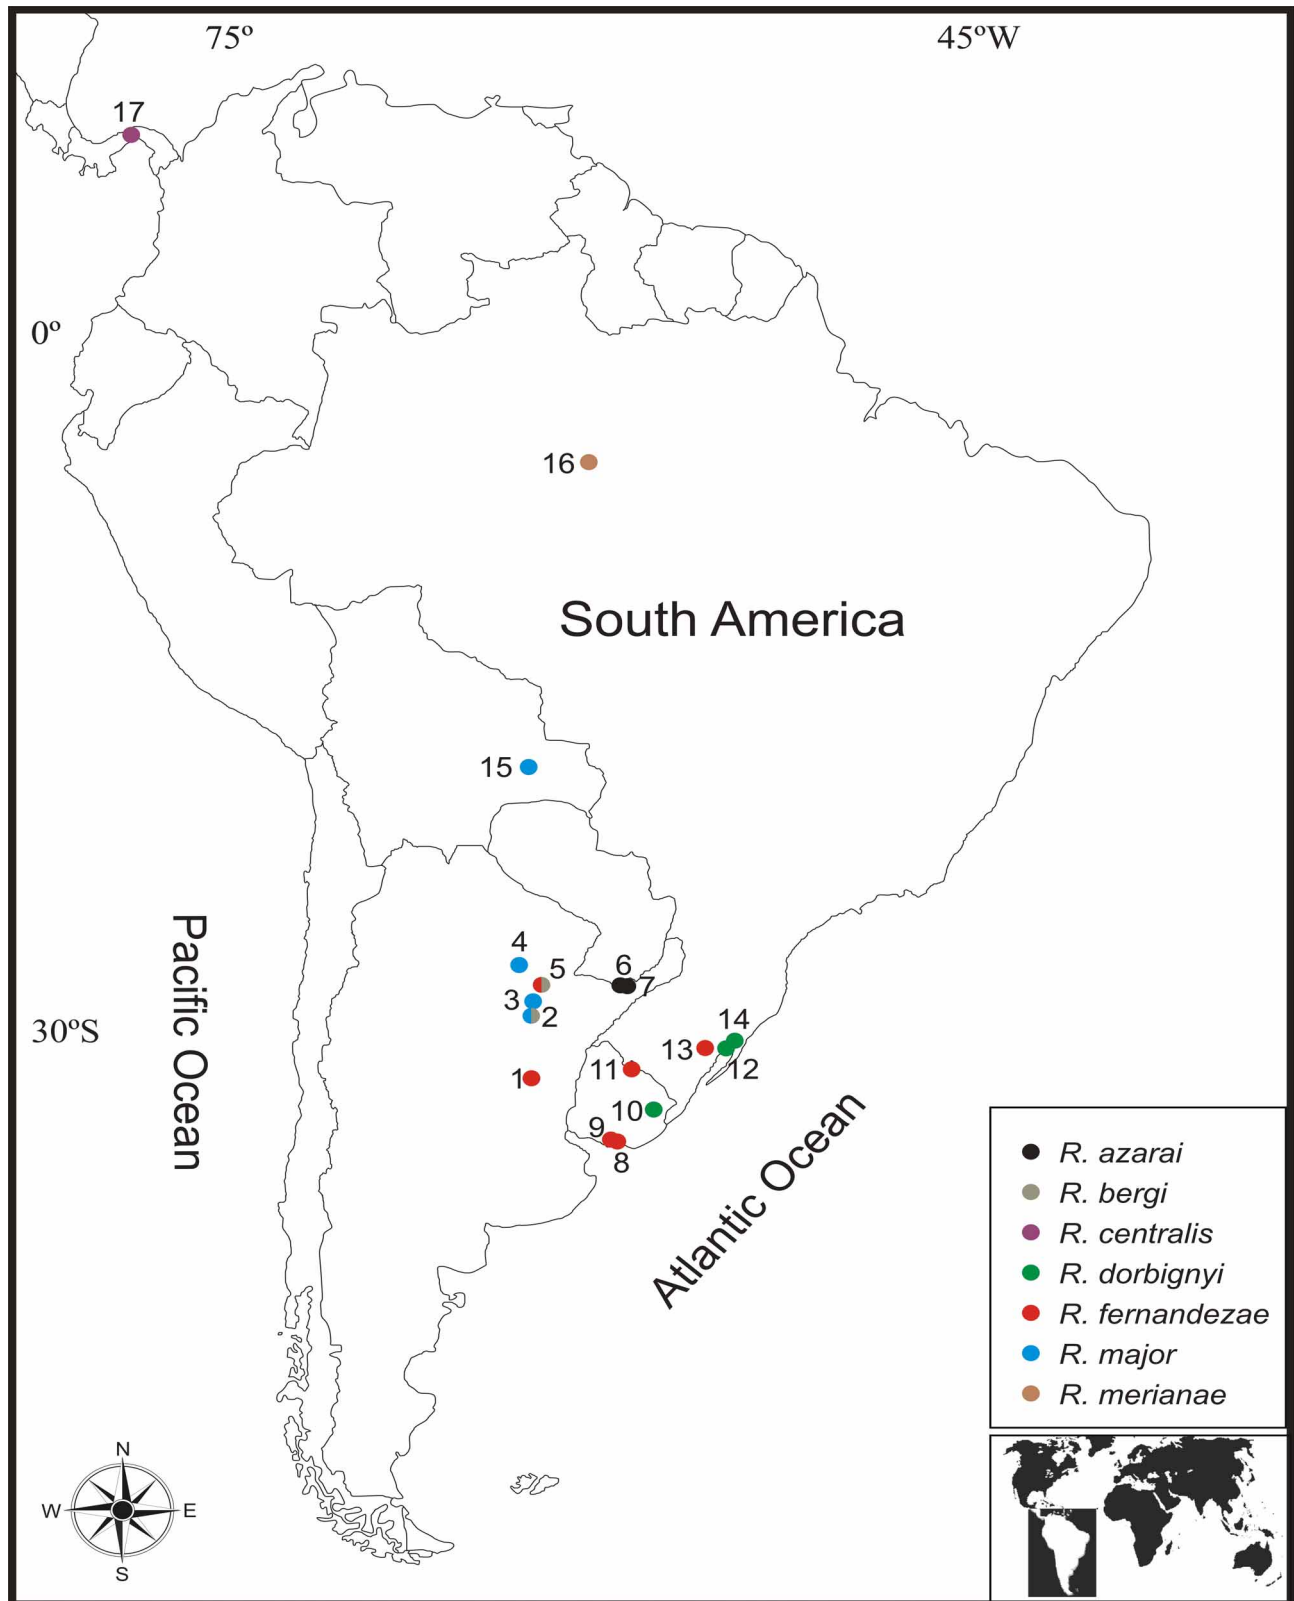 75º
45ºW
17
0º
16
South America
15
Pacific Ocean
4
5
6
7
3
2
30ºS
14
13
12
11
1
10
9
8
Atlantic Ocean
R. azarai
R. bergi
R. centralis
R. dorbignyi
R. fernandezae
R. major
R. merianae
N
W
E
S